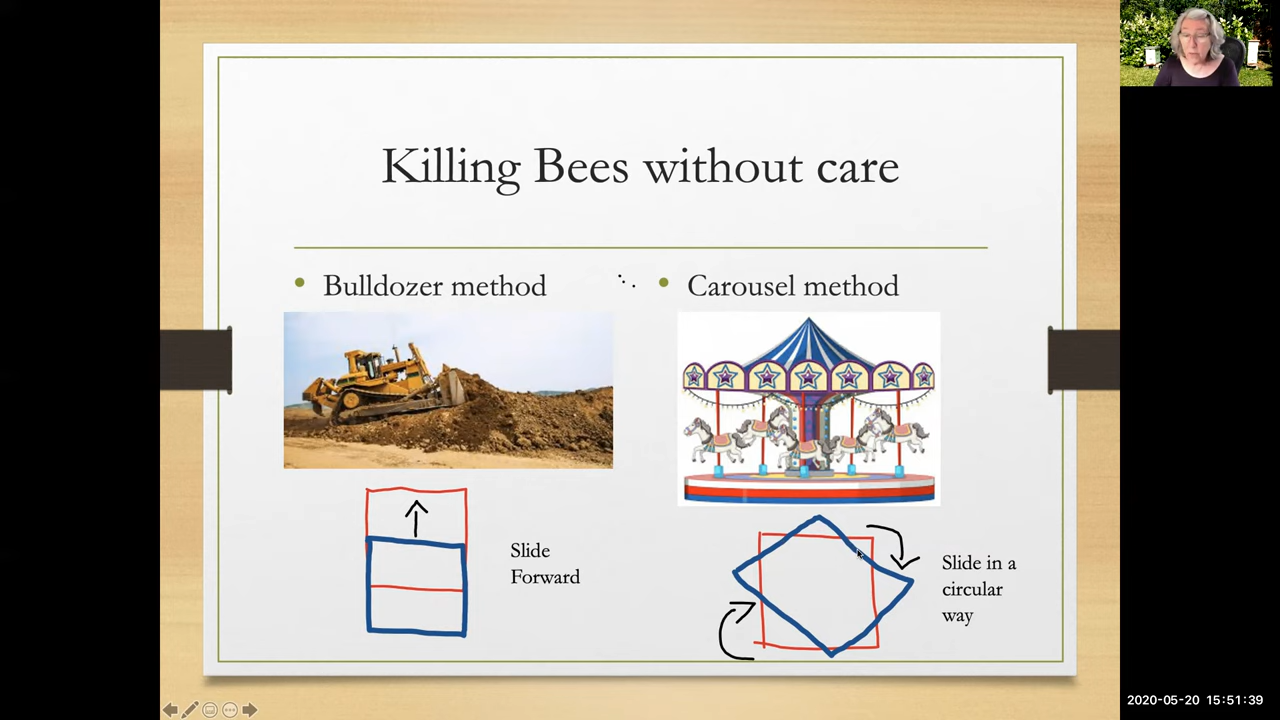 Killing Bees without care
Bulldozer method
Carousel method
Slide
Forward
Slide in a
circular
way
2020-05-20 15:51:39